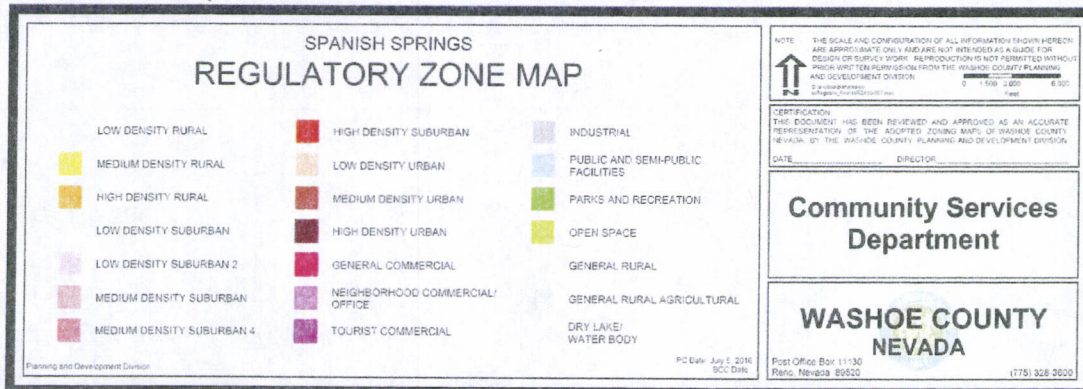 SPANISH SPRINGS
REGULATORY ZONE MAP
LOW DENSITY RURAL
MEDIUM DENSITY RURAL
HIGH DENSITY RURAL
LOW DENSITY SUBURBAN
LOW DENSITY SUBURBAN 2
MEDIUM DENSITY SUBURBAN
MEDIUM DENSITY SUBURBAN 4
HIGH DENSITY SUBURBAN
LOW DENSITY URBAN
MEDIUM DENSITY URBAN
HIGH DENSITY URBAN
GENERAL COMMERCIAL
NEIGHBORHOOD COMMERCIAL/
OFFICE
TOURIST COMMERCIAL
INDUSTRIAL
PUBLIC AND SEMI-PUBLIC
FACILITIES
PARKS AND RECREATION
OPEN SPACE
GENERAL RURAL
GENERAL RURAL AGRICULTURAL
DRY LAKE/
WATER BODY
Planning and Development Division
PC Date: July 5, 2016
BCC Date:
NOTE: THE SCALE AND CONFIGURATION OF ALL INFORMATION SHOWN HEREON
ARE APPROXIMATE ONLY AND ARE NOT INTENDED AS A GUIDE FOR
DESIGN OR SURVEY WORK. REPRODUCTION IS NOT PERMITTED WITHOUT
PRIOR WRITTEN PERMISSION FROM THE WASHOE COUNTY PLANNING
AND DEVELOPMENT DIVISION
N
0 1,500 3,000 6,000
Feet
CERTIFICATION:
THIS DOCUMENT HAS BEEN REVIEWED AND APPROVED AS AN ACCURATE
REPRESENTATION OF THE ADOPTED ZONING MAPS OF WASHOE COUNTY
NEVADA, BY THE WASHOE COUNTY PLANNING AND DEVELOPMENT DIVISION
DATE DIRECTOR
Community Services
Department
WASHOE COUNTY
NEVADA
Post Office Box 11130
Reno, Nevada 89520 (775) 328-3600